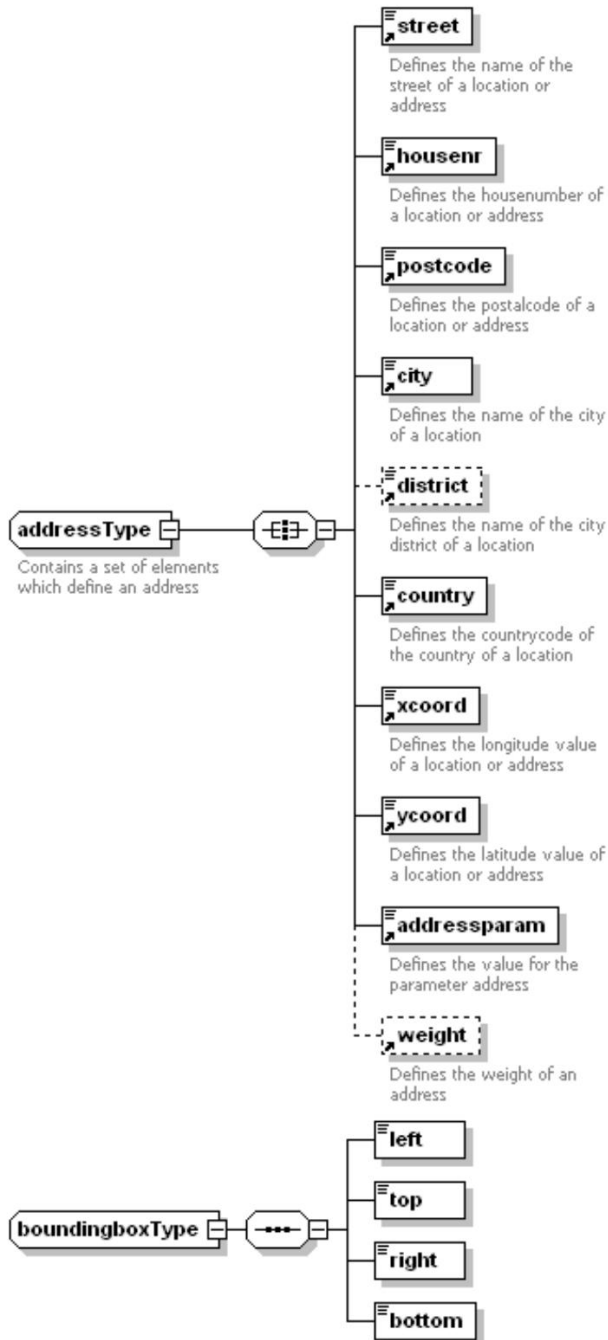 street
Defines the name of the
street of a location or
address
housenr
Defines the housenumber of
a location or address
postcode
Defines the postalcode of a
location or address
city
Defines the name of the city
of a location
district
Defines the name of the city
district of a location
addressType
Contains a set of elements
which define an address
country
Defines the countrycode of
the country of a location
xcoord
Defines the longitude value
of a location or address
ycoord
Defines the latitude value of
a location or address
addressparam
Defines the value for the
parameter address
weight
Defines the weight of an
address
boundingboxType
left
top
right
bottom